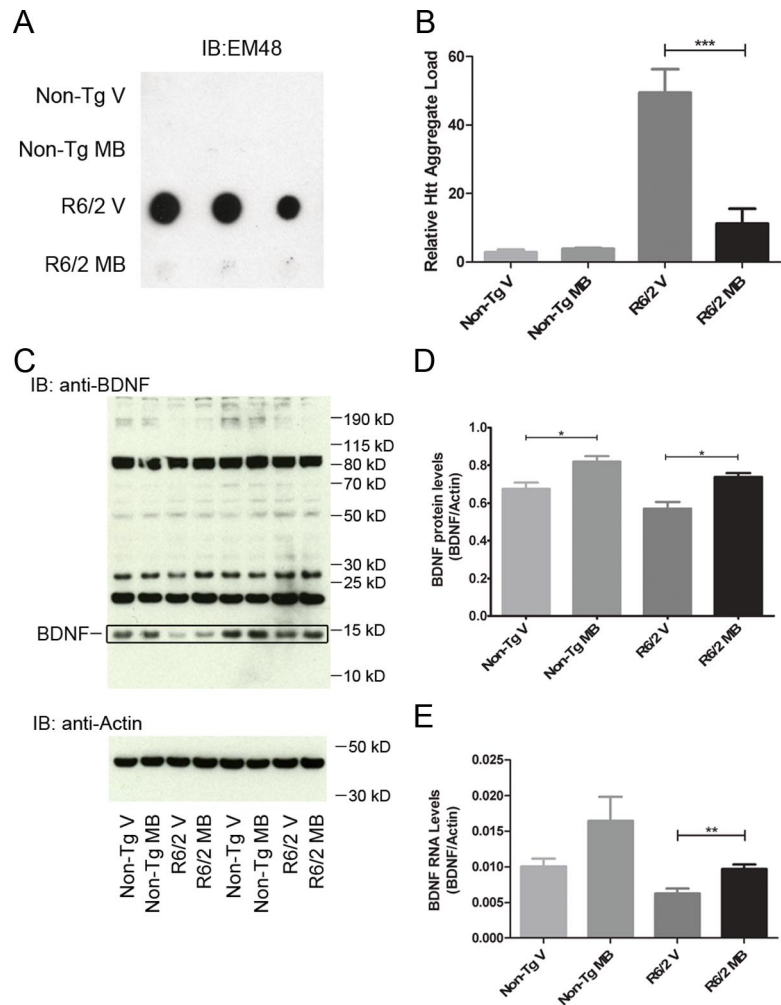 A
IB:EM48
Non-Tg V
Non-Tg MB
R6/2 V
R6/2 MB
B
Relative Htt Aggregate Load
60
40
20
0
***
Non-Tg V
Non-Tg MB
R6/2 V
R6/2 MB
C
IB: anti-BDNF
190 kD
115 kD
80 kD
70 kD
50 kD
30 kD
25 kD
BDNF
15 kD
10 kD
IB: anti-Actin
50 kD
30 kD
Non-Tg V
Non-Tg MB
R6/2 V
R6/2 MB
Non-Tg V
Non-Tg MB
R6/2 V
R6/2 MB
D
BDNF protein levels
(BDNF/Actin)
1.0
0.8
0.6
0.4
0.2
0.0
*
*
Non-Tg V
Non-Tg MB
R6/2 V
R6/2 MB
E
BDNF RNA Levels
(BDNF/Actin)
0.025
0.020
0.015
0.010
0.005
0.000
**
Non-Tg V
Non-Tg MB
R6/2 V
R6/2 MB